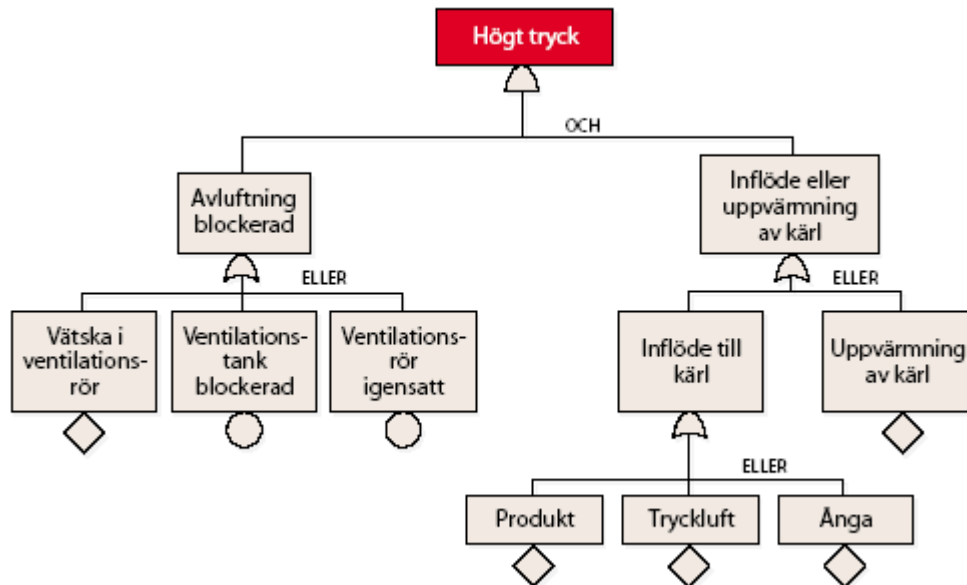 Högt tryck
OCH
Avluftning
blockerad
Inflöde eller
uppvärmning
av kärl
ELLER
ELLER
Vätska i
ventilations-
rör
Ventilations-
tank
blockerad
Ventilations-
rör
igensatt
Inflöde till
kärl
Uppvärmning
av kärl
ELLER
Produkt
Tryckluft
Ånga